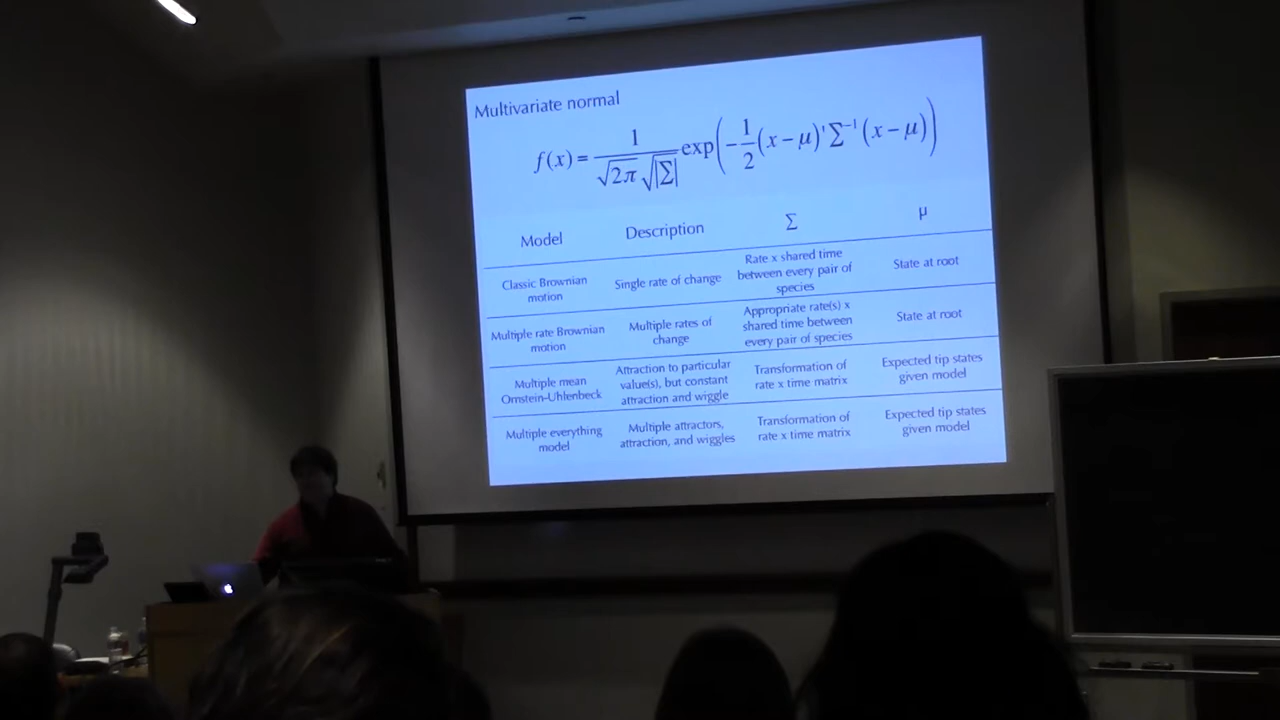 Multivariate normal
f(x) = 1 / √2π √|Σ| exp(−1/2 (x − μ)' Σ⁻¹ (x − μ))
Model Description Σ μ
Classic Brownian
motion
Single rate of change
Rate x shared time
between every pair of
species
State at root
Multiple rate Brownian
motion
Multiple rates of
change
Appropriate rate(s) x
shared time between
every pair of species
State at root
Multiple mean
Ornstein-Uhlenbeck
Attraction to particular
value(s), but constant
attraction and wiggle
Transformation of
rate x time matrix
Expected tip states
given model
Multiple everything
model
Multiple attractors,
attraction, and wiggles
Transformation of
rate x time matrix
Expected tip states
given model